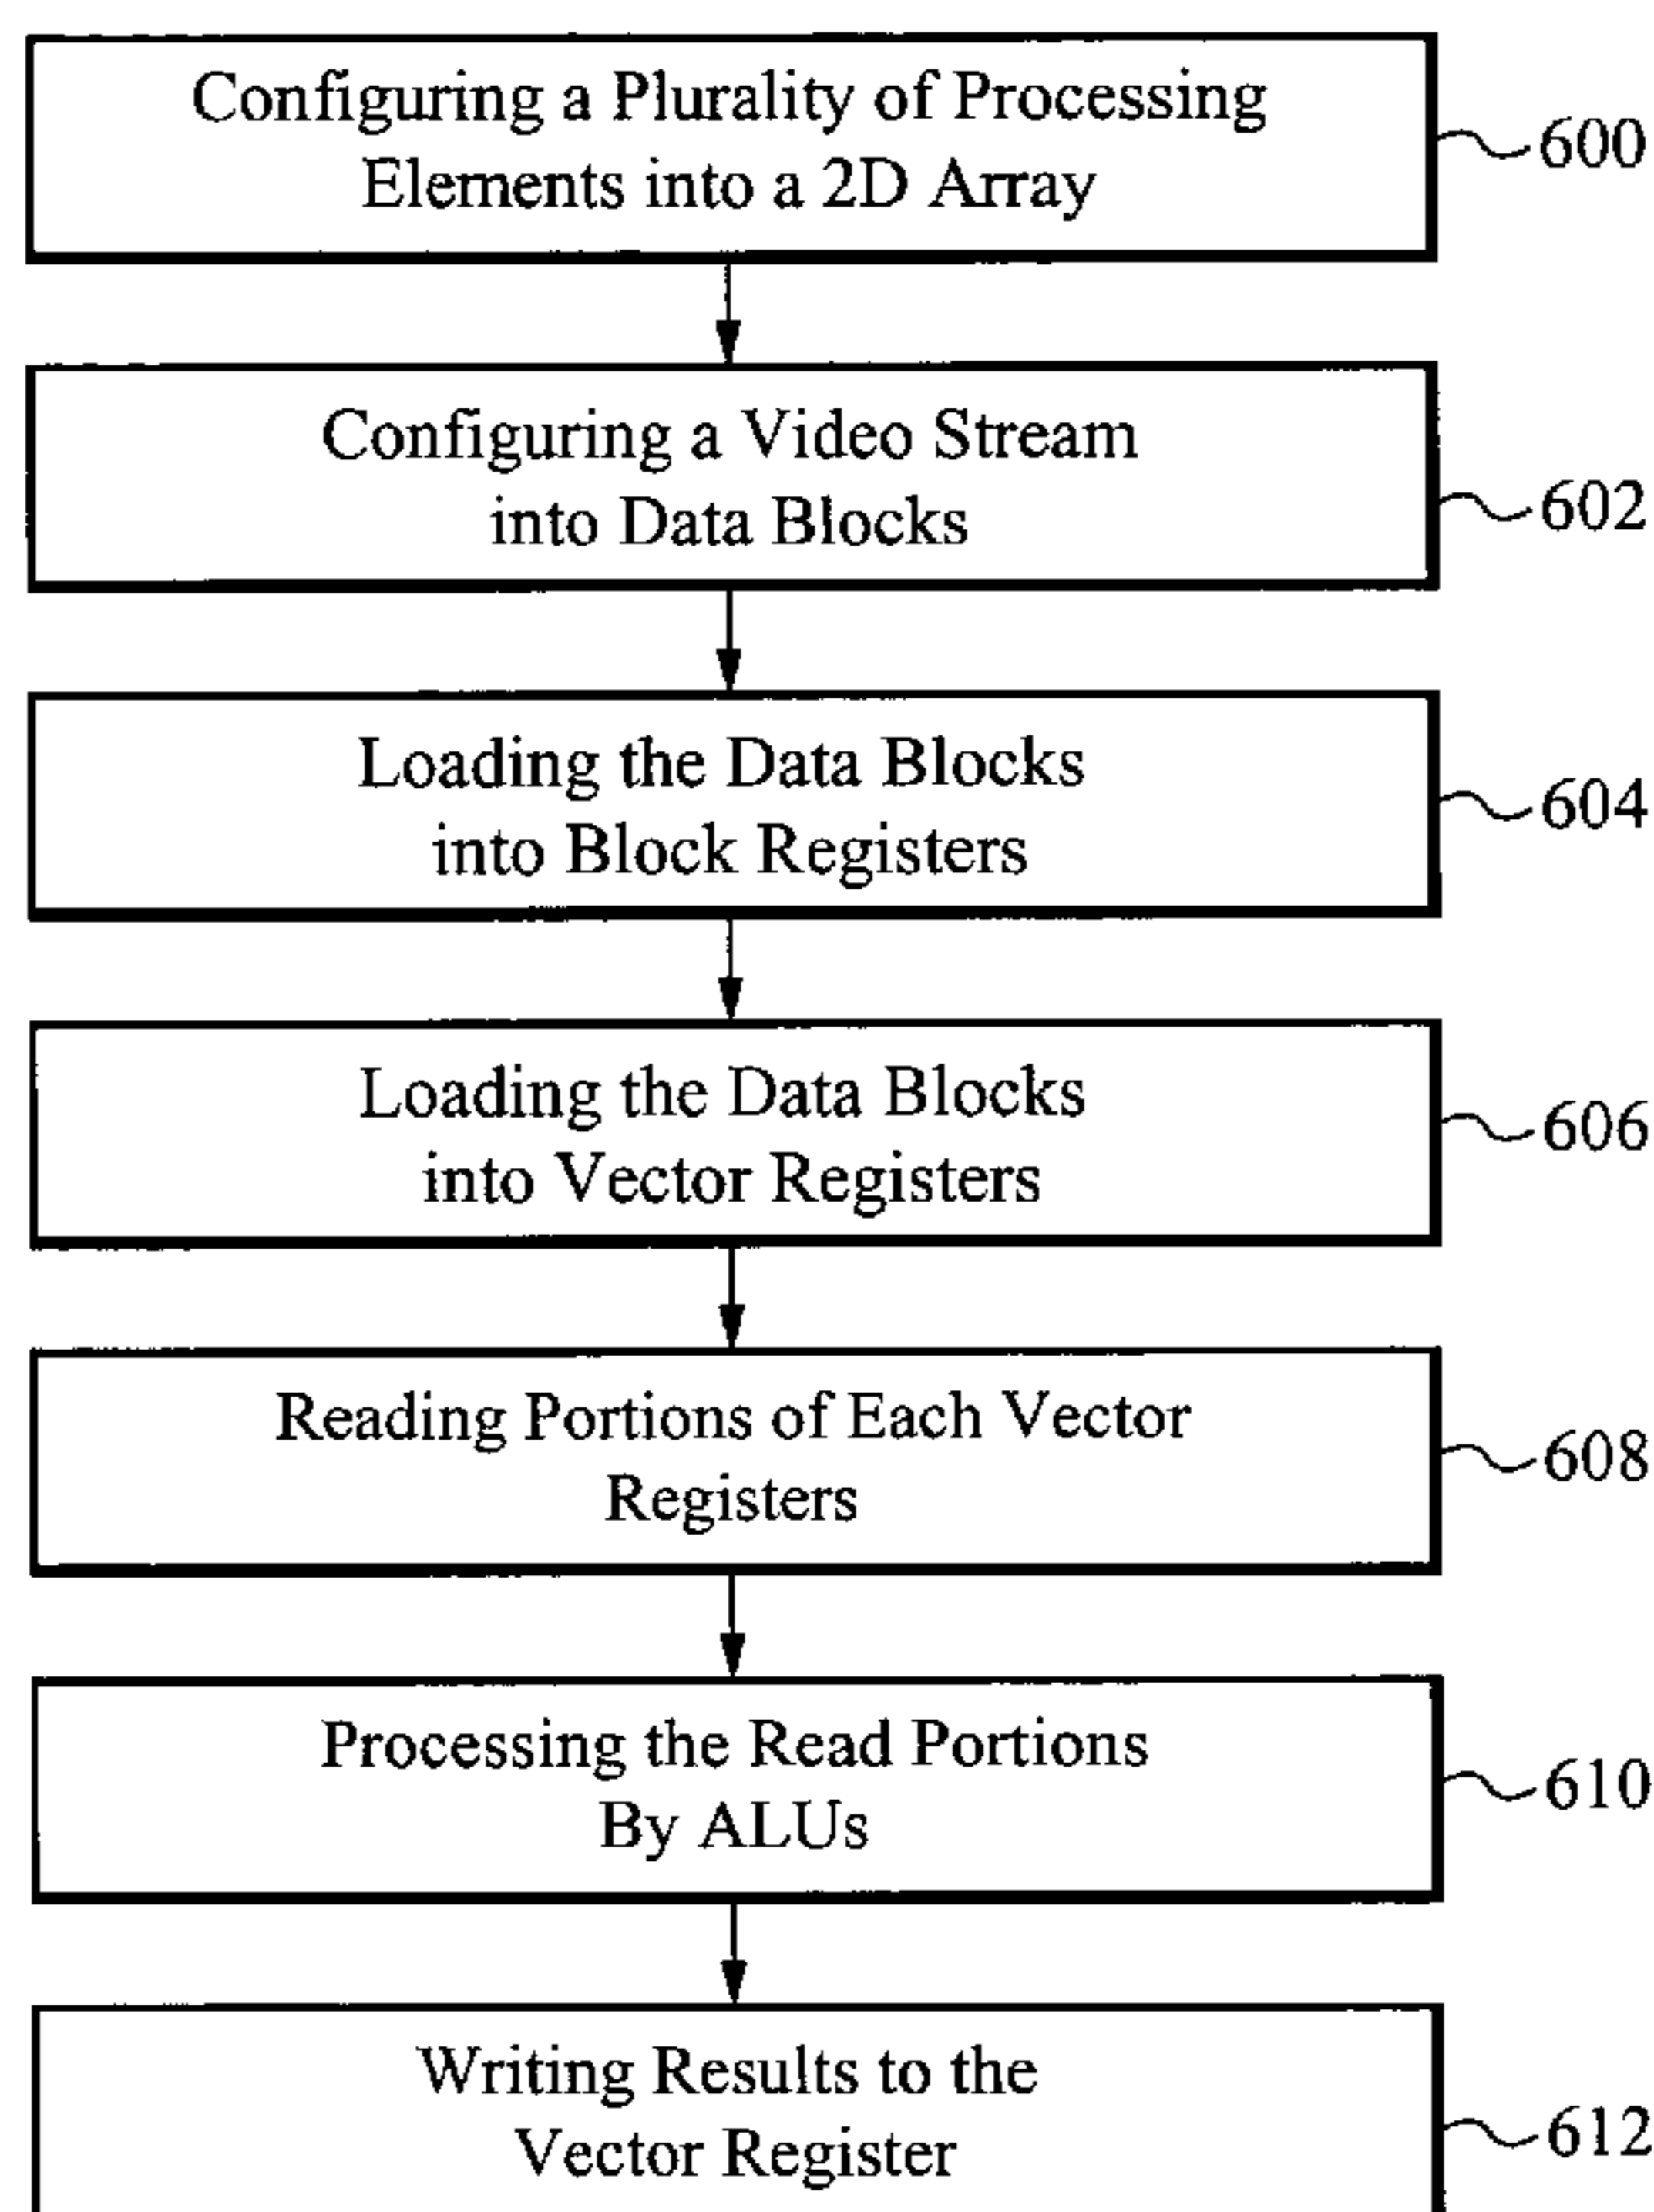 Configuring a Plurality of Processing
Elements into a 2D Array
600
Configuring a Video Stream
into Data Blocks
602
Loading the Data Blocks
into Block Registers
604
Loading the Data Blocks
into Vector Registers
606
Reading Portions of Each Vector
Registers
608
Processing the Read Portions
By ALUs
610
Writing Results to the
Vector Register
612